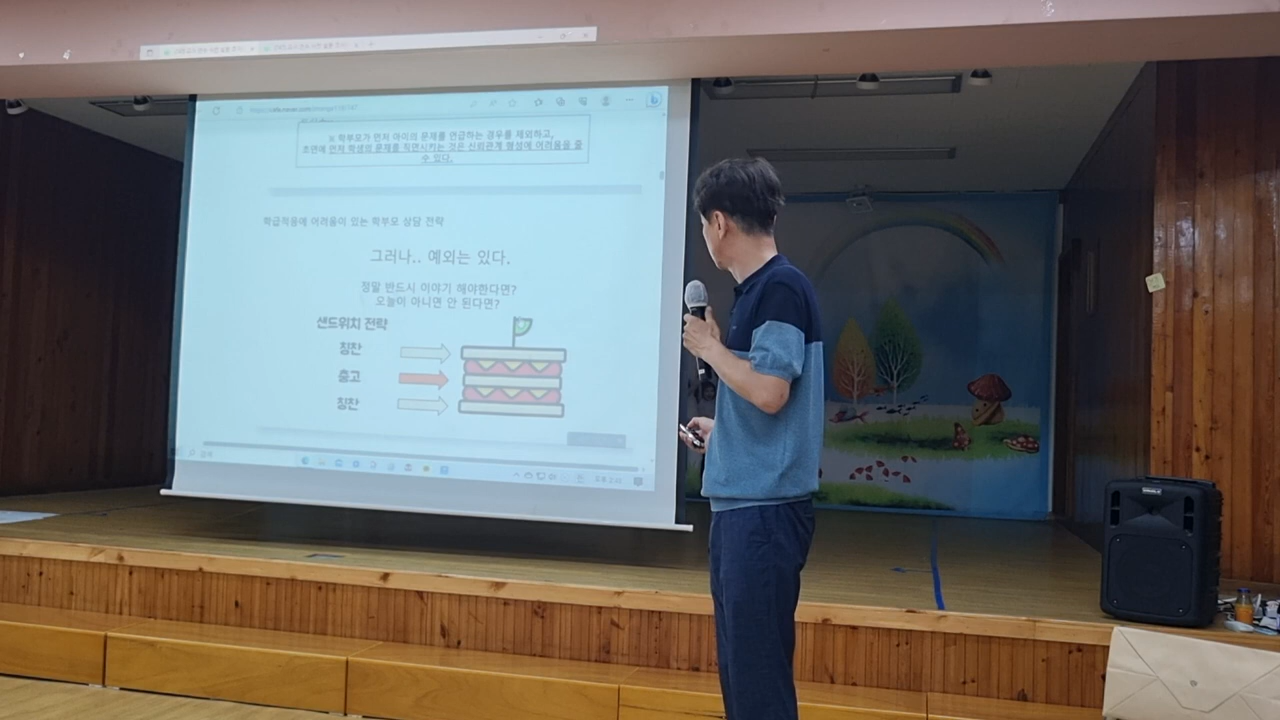 ※ 학부모가 먼저 아이의 문제를 언급하는 경우를 제외하고,
초면에 먼저 학생의 문제를 직면시키는 것은 신뢰관계 형성에 어려움을 줄
수 있다.
학급적응에 어려움이 있는 학부모 상담 전략
그러나.. 예외는 있다.
정말 반드시 이야기 해야한다면?
오늘이 아니면 안 된다면?
샌드위치 전략
칭찬
충고
칭찬
검색